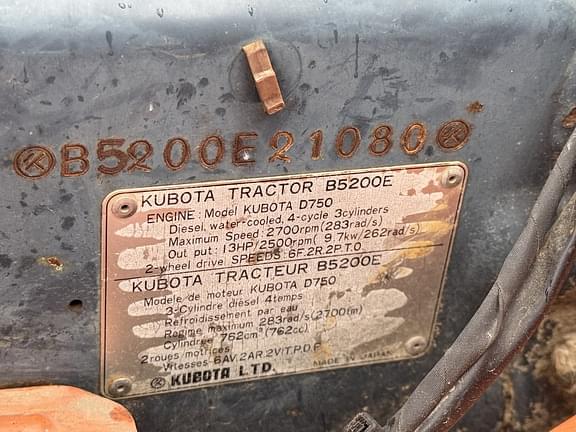 B5200E21080
KUBOTA TRACTOR B5200E
ENGINE: Model KUBOTA D750
Diesel, water-cooled, 4-cycle 3cylinders
Maximum Speed: 2700rpm(283rad/s)
Out put: 13HP/2500rpm( 9.7kw/262rad/s)
2-wheel drive SPEEDS: 6F.2R.2P.T.O.
KUBOTA TRACTEUR B5200E
Modele de moteur KUBOTA D750
3-Cylindre diesel 4temps
Refroidissement par eau
Regime maximum 283rad/s(2700(m)
Cylindree 762cm³(762cc)
2roues motrices
Vitesses 6AV.2AR.2V(T.P.D.F
KUBOTA LTD.
MADE IN JAPAN